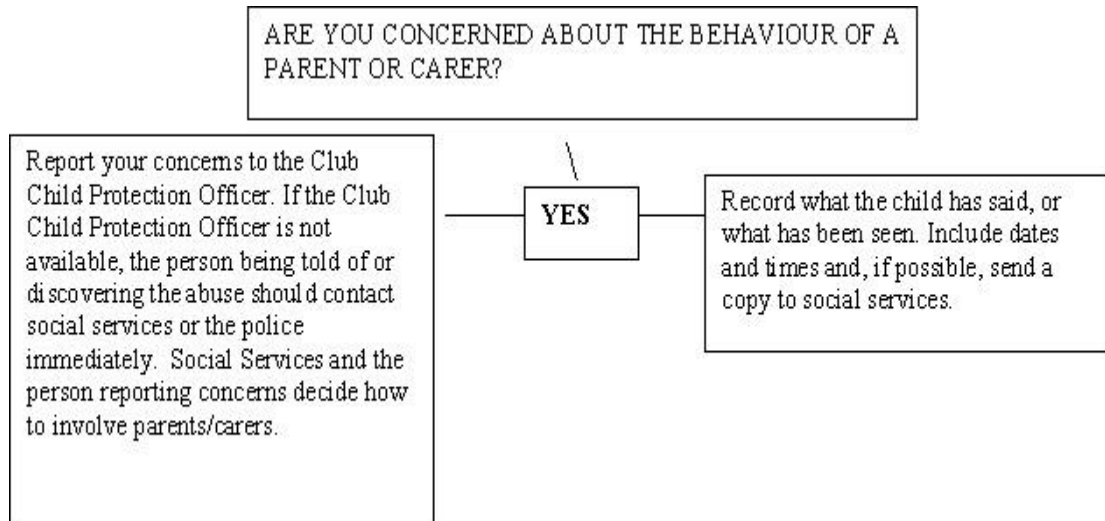 ARE YOU CONCERNED ABOUT THE BEHAVIOUR OF A
PARENT OR CARER?
Report your concerns to the Club
Child Protection Officer. If the Club
Child Protection Officer is not
available, the person being told of or
discovering the abuse should contact
social services or the police
immediately.  Social Services and the
person reporting concerns decide how
to involve parents/carers.
YES
Record what the child has said, or
what has been seen. Include dates
and times and, if possible, send a
copy to social services.